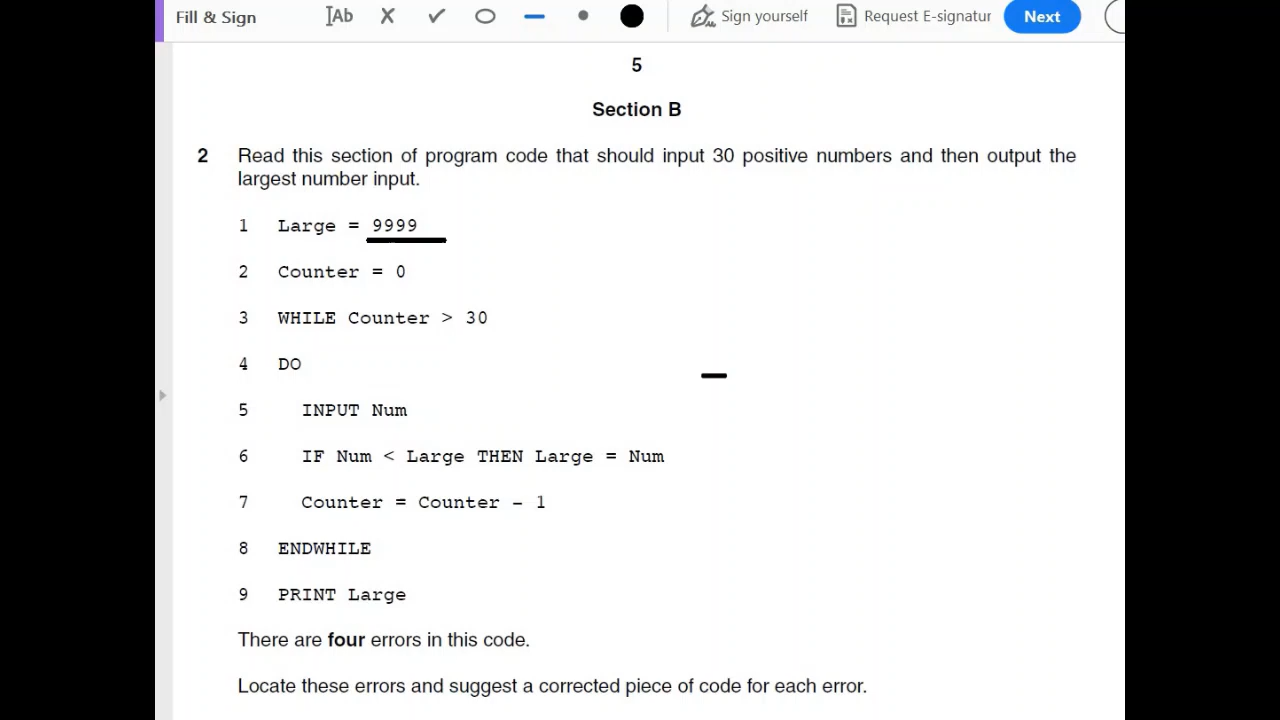 Fill & Sign Ab Sign yourself Request E-signatur Next
5
Section B
2 Read this section of program code that should input 30 positive numbers and then output the
largest number input.
1 Large = 9999
2 Counter = 0
3 WHILE Counter > 30
4 DO
5 INPUT Num
6 IF Num < Large THEN Large = Num
7 Counter = Counter - 1
8 ENDWHILE
9 PRINT Large
There are four errors in this code.
Locate these errors and suggest a corrected piece of code for each error.